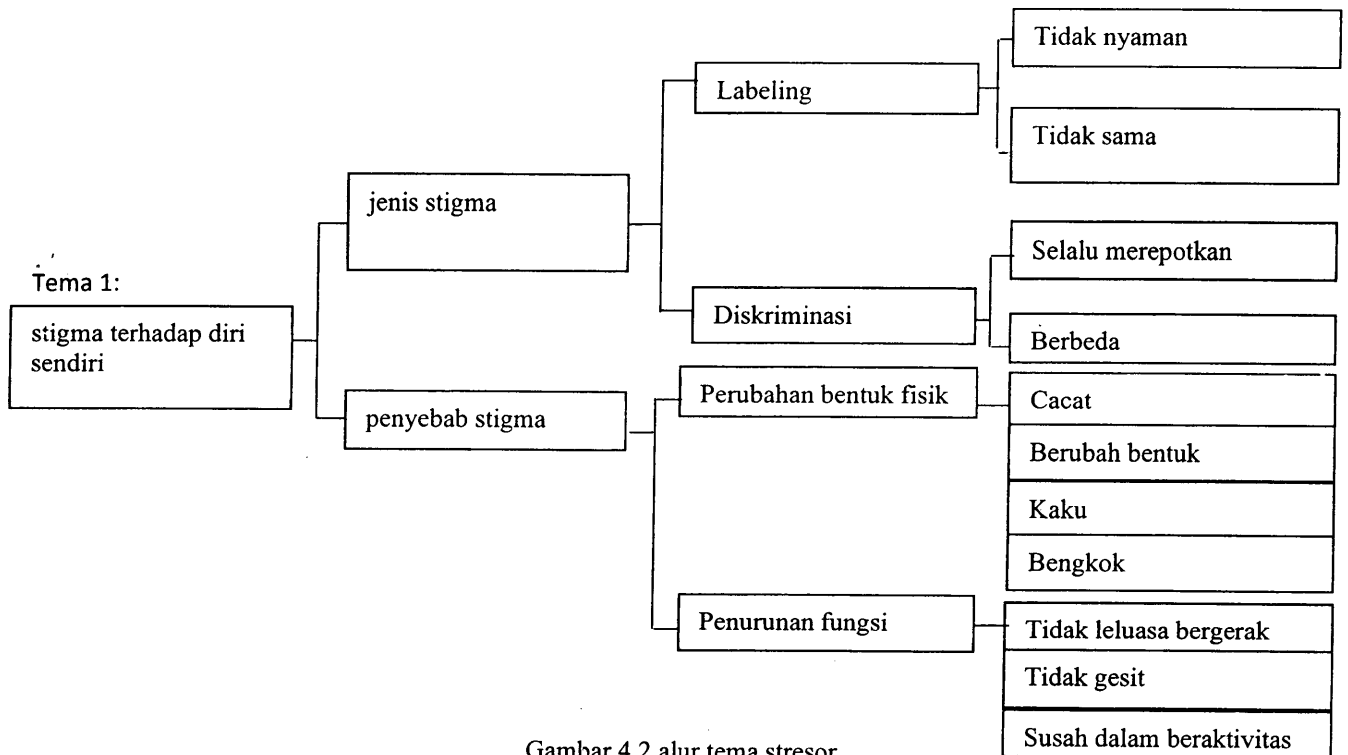 Tidak nyaman
Labeling
Tidak sama
jenis stigma
Selalu merepotkan
Tema 1:
Diskriminasi
stigma terhadap diri
sendiri
Berbeda
Perubahan bentuk fisik
Cacat
penyebab stigma
Berubah bentuk
Kaku
Bengkok
Penurunan fungsi
Tidak leluasa bergerak
Tidak gesit
Susah dalam beraktivitas
Gambar 4.2 alur tema stresor